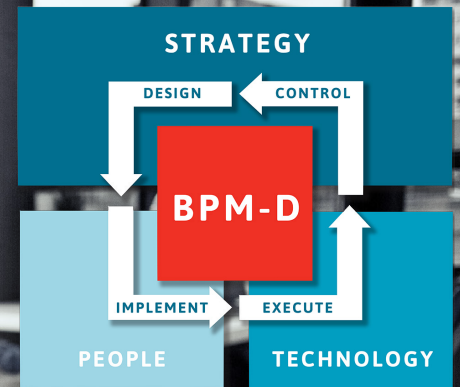 STRATEGY
DESIGN
CONTROL
BPM-D
IMPLEMENT
EXECUTE
PEOPLE
TECHNOLOGY